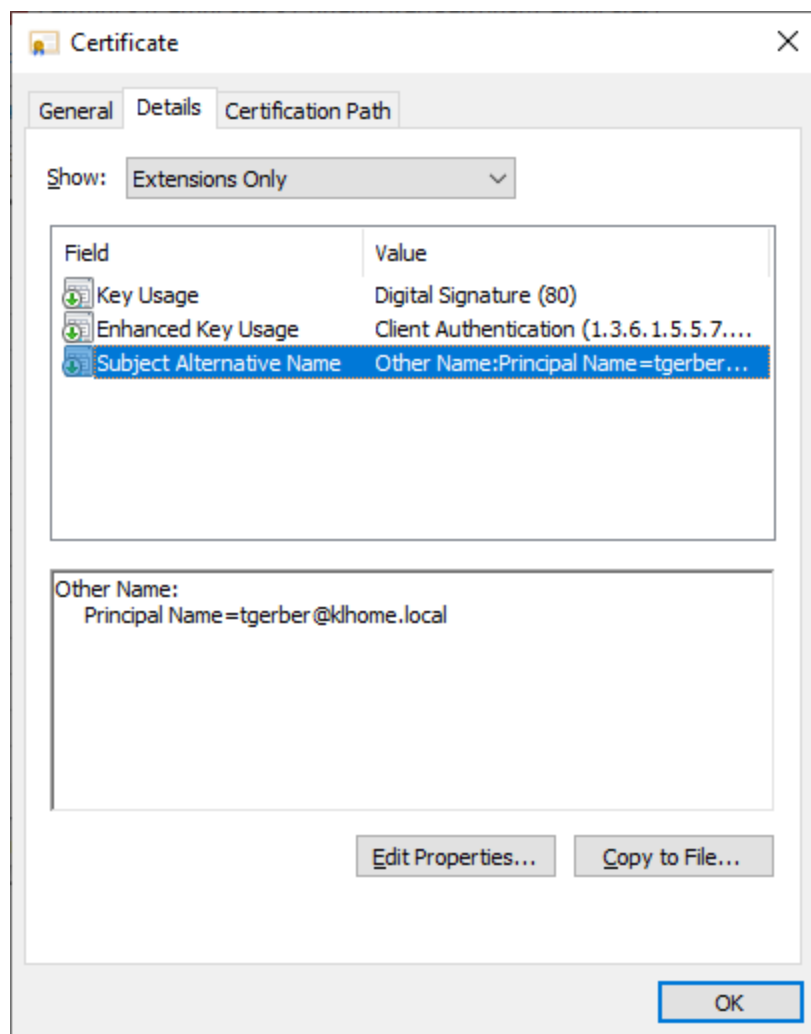 Certificate
General Details Certification Path
Show: Extensions Only
Field Value
Key Usage Digital Signature (80)
Enhanced Key Usage Client Authentication (1.3.6.1.5.5.7....
Subject Alternative Name Other Name:Principal Name=tgerber...
Other Name:
Principal Name=tgerber@klhome.local
Edit Properties... Copy to File...
OK